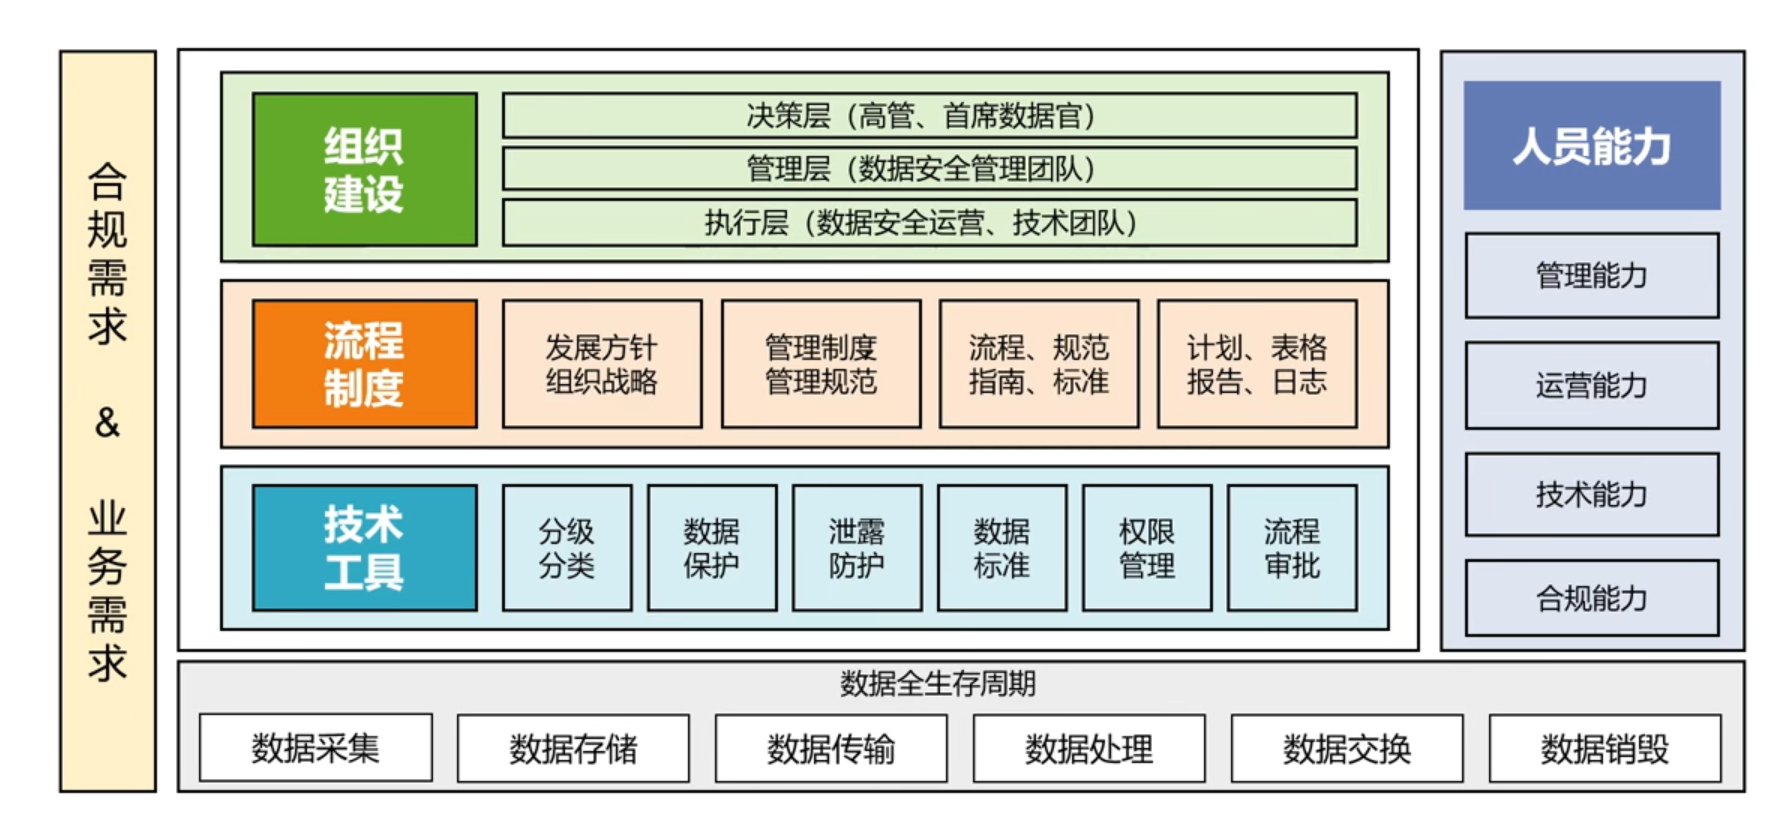 合规需求 & 业务需求
组织
建设
决策层（高管、首席数据官）
管理层（数据安全管理团队）
执行层（数据安全运营、技术团队）
流程
制度
发展方针
组织战略
管理制度
管理规范
流程、规范
指南、标准
计划、表格
报告、日志
技术
工具
分级
分类
数据
保护
泄露
防护
数据
标准
权限
管理
流程
审批
人员能力
管理能力
运营能力
技术能力
合规能力
数据全生存周期
数据采集
数据存储
数据传输
数据处理
数据交换
数据销毁